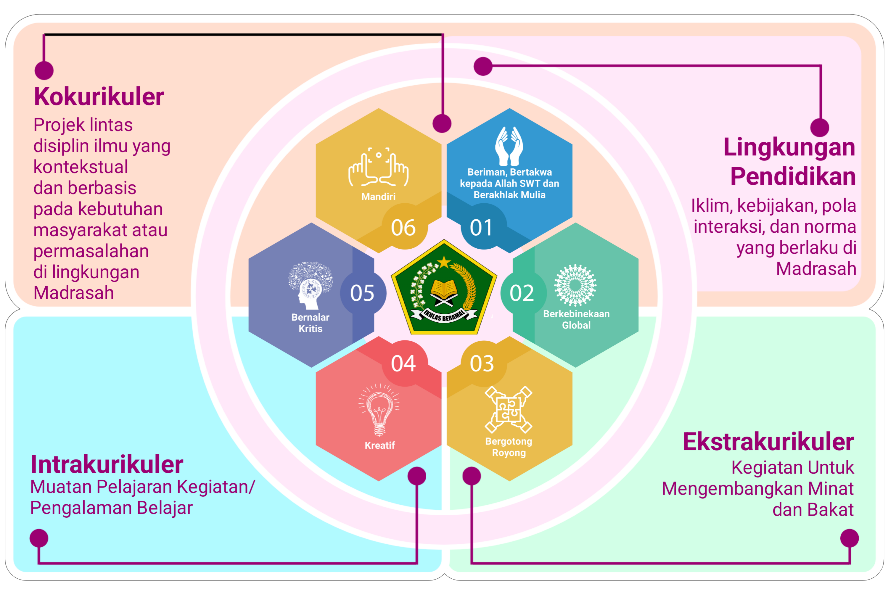 Kokurikuler
Projek lintas
disiplin ilmu yang
kontekstual
dan berbasis
pada kebutuhan
masyarakat atau
permasalahan
di lingkungan
Madrasah
Lingkungan
Pendidikan
Iklim, kebijakan, pola
interaksi, dan norma
yang berlaku di
Madrasah
Mandiri
06
Beriman, Bertakwa
kepada Allah SWT dan
Berakhlak Mulia
01
Bernalar
Kritis
05
IKHLAS BERAMAL
02
Berkebinekaan
Global
04
Kreatif
03
Bergotong
Royong
Intrakurikuler
Muatan Pelajaran Kegiatan/
Pengalaman Belajar
Ekstrakurikuler
Kegiatan Untuk
Mengembangkan Minat
dan Bakat